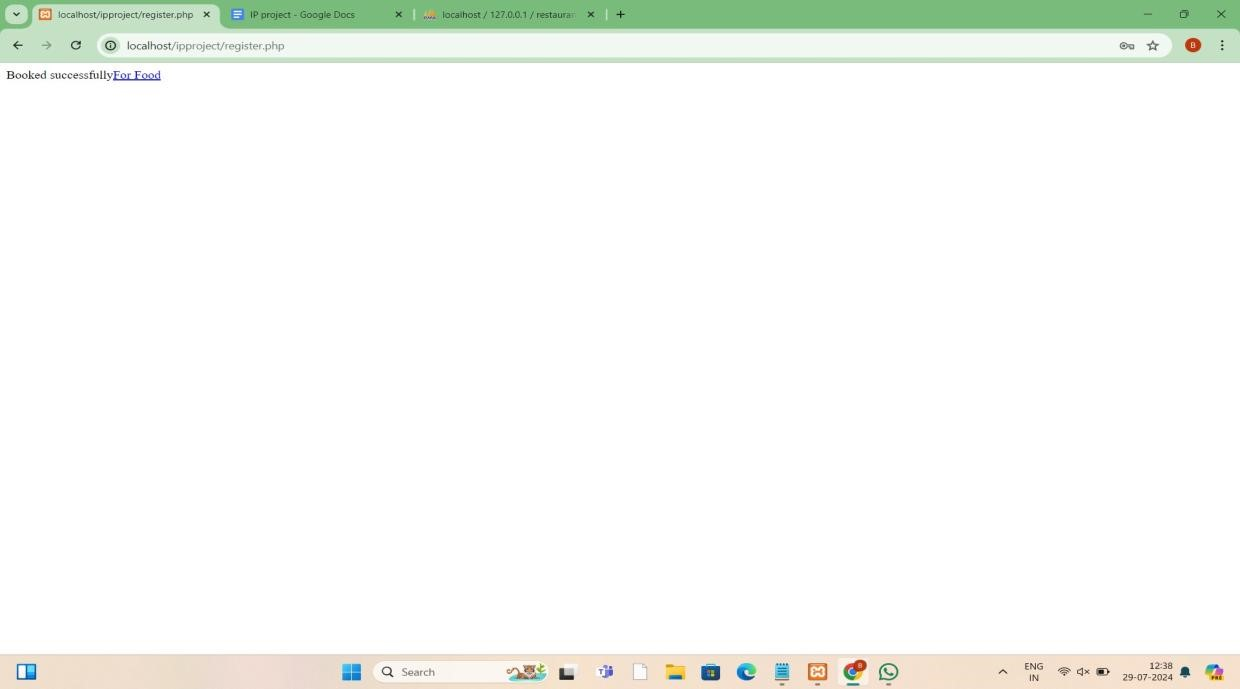 localhost/ipproject/register.php
IP project - Google Docs
localhost / 127.0.0.1 / restauran
localhost/ipproject/register.php
B
Booked successfullyFor Food
Search
ENG
IN
12:38
29-07-2024